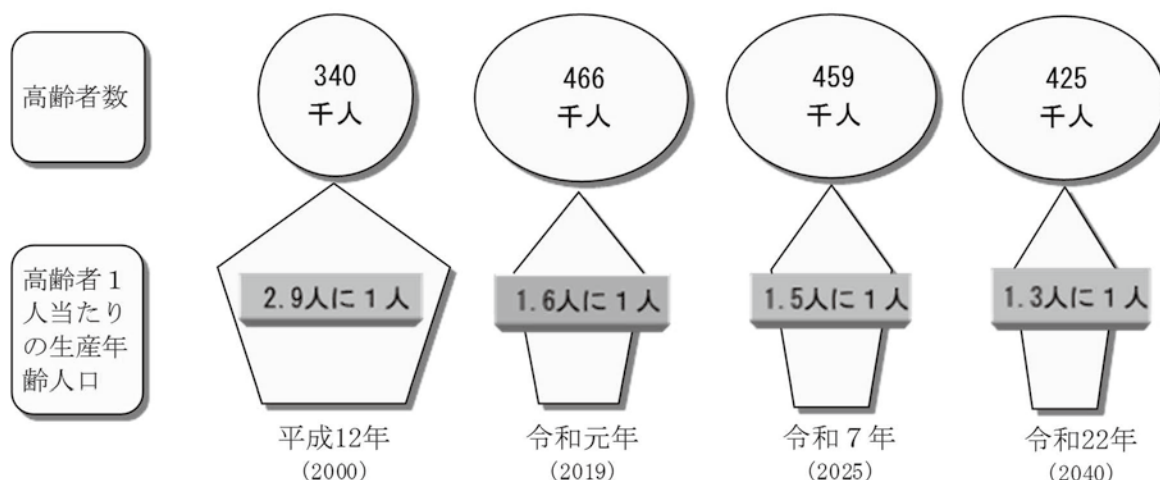 高齢者数
340
千人
466
千人
459
千人
425
千人
高齢者１
人当たり
の生産年
齢人口
2.9人に１人
1.6人に１人
1.5人に１人
1.3人に１人
平成12年
(2000)
令和元年
(2019)
令和７年
(2025)
令和22年
(2040)